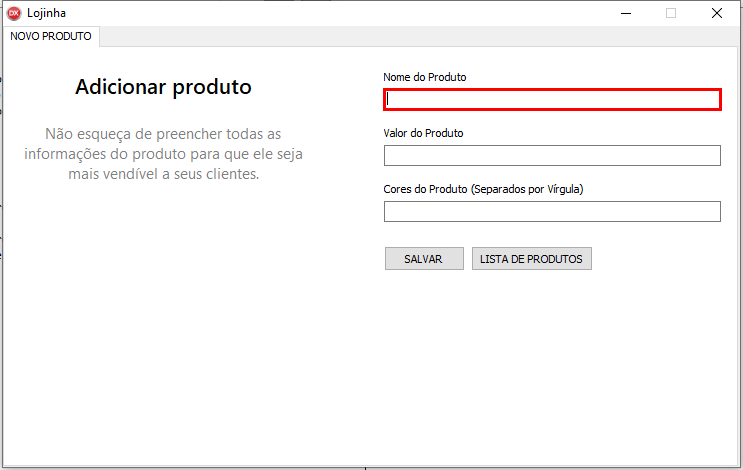 DX Lojinha
NOVO PRODUTO
Adicionar produto
Não esqueça de preencher todas as
informações do produto para que ele seja
mais vendível a seus clientes.
Nome do Produto
Valor do Produto
Cores do Produto (Separados por Vírgula)
SALVAR
LISTA DE PRODUTOS